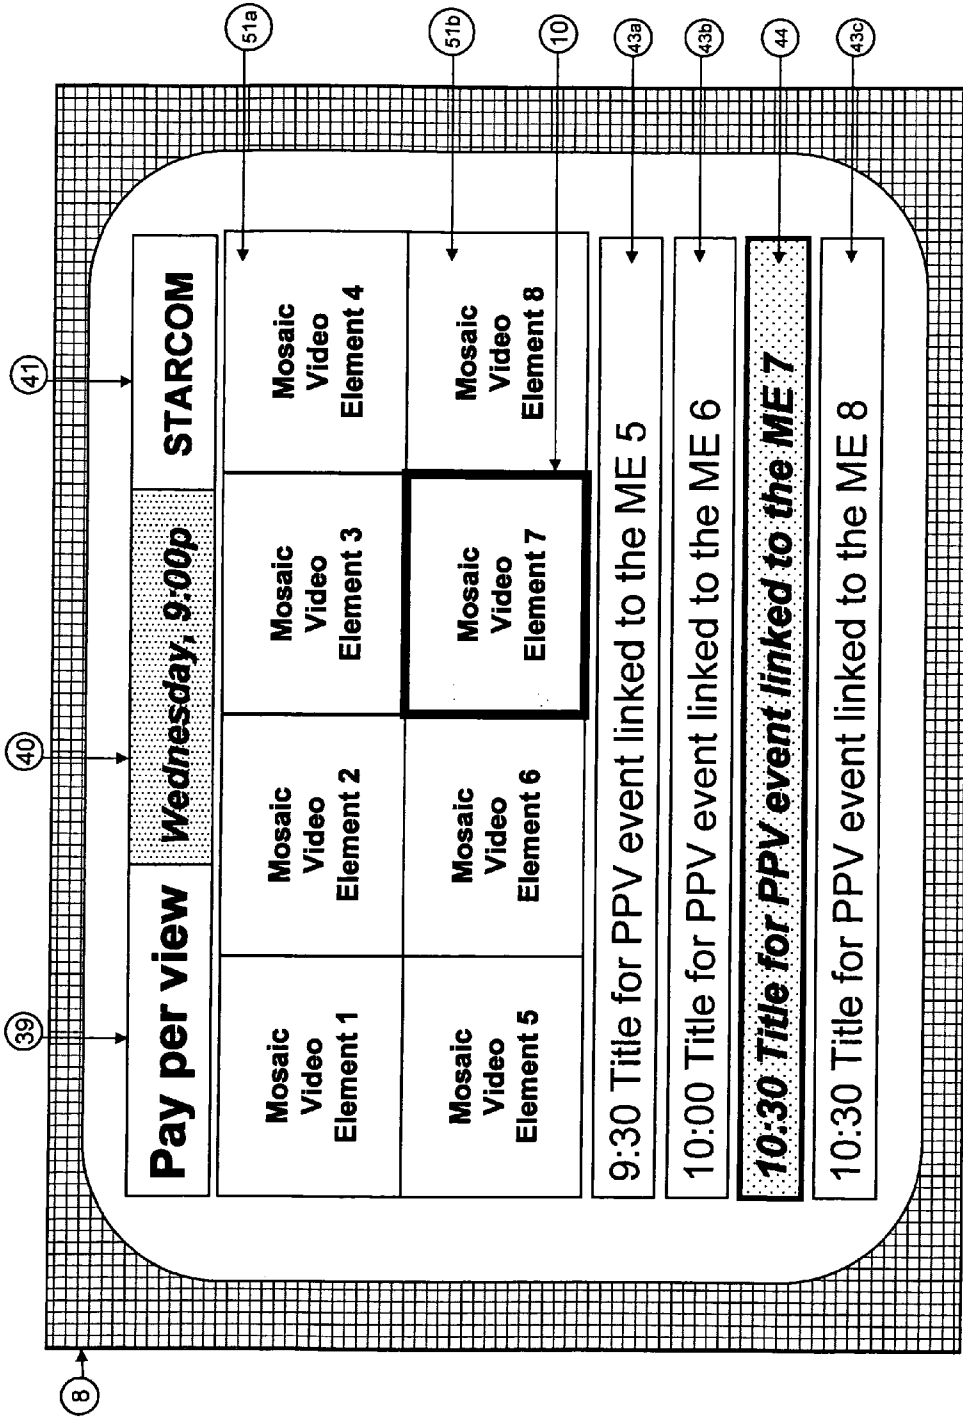 8
39
40
41
Pay per view
Wednesday, 9:00p
STARCOM
51a
Mosaic
Video
Element 1
Mosaic
Video
Element 2
Mosaic
Video
Element 3
Mosaic
Video
Element 4
51b
Mosaic
Video
Element 5
Mosaic
Video
Element 6
Mosaic
Video
Element 7
Mosaic
Video
Element 8
10
9:30 Title for PPV event linked to the ME 5
43a
10:00 Title for PPV event linked to the ME 6
43b
10:30 Title for PPV event linked to the ME 7
44
10:30 Title for PPV event linked to the ME 8
43c